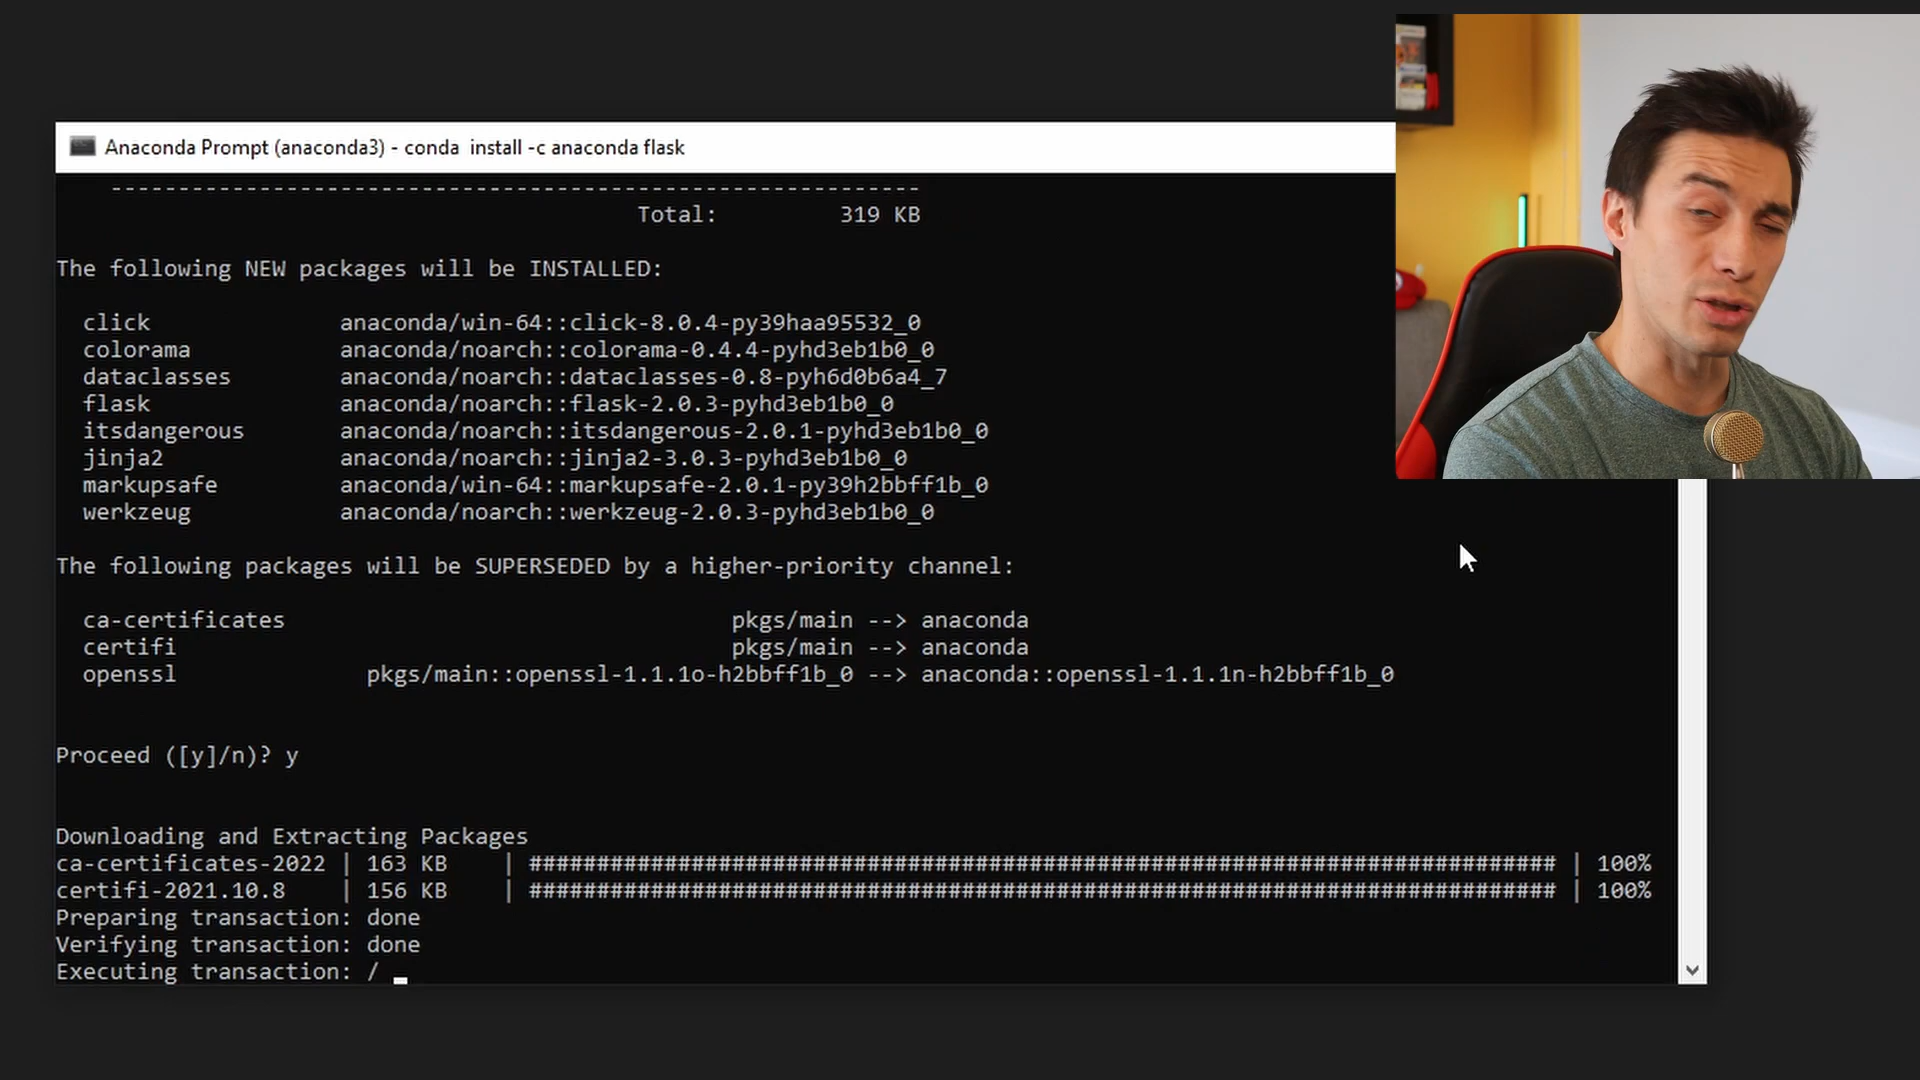 Anaconda Prompt (anaconda3) - conda  install -c anaconda flask
------------------------------------------------------------
Total:         319 KB
The following NEW packages will be INSTALLED:
click              anaconda/win-64::click-8.0.4-py39haa95532_0
colorama           anaconda/noarch::colorama-0.4.4-pyhd3eb1b0_0
dataclasses        anaconda/noarch::dataclasses-0.8-pyh6d0b6a4_7
flask              anaconda/noarch::flask-2.0.3-pyhd3eb1b0_0
itsdangerous       anaconda/noarch::itsdangerous-2.0.1-pyhd3eb1b0_0
jinja2             anaconda/noarch::jinja2-3.0.3-pyhd3eb1b0_0
markupsafe         anaconda/win-64::markupsafe-2.0.1-py39h2bbff1b_0
werkzeug           anaconda/noarch::werkzeug-2.0.3-pyhd3eb1b0_0
The following packages will be SUPERSEDED by a higher-priority channel:
ca-certificates                                 pkgs/main --> anaconda
certifi                                         pkgs/main --> anaconda
openssl              pkgs/main::openssl-1.1.1o-h2bbff1b_0 --> anaconda::openssl-1.1.1n-h2bbff1b_0
Proceed ([y]/n)? y
Downloading and Extracting Packages
ca-certificates-2022 | 163 KB    | ############################################################################ | 100%
certifi-2021.10.8    | 156 KB    | ############################################################################ | 100%
Preparing transaction: done
Verifying transaction: done
Executing transaction: / _